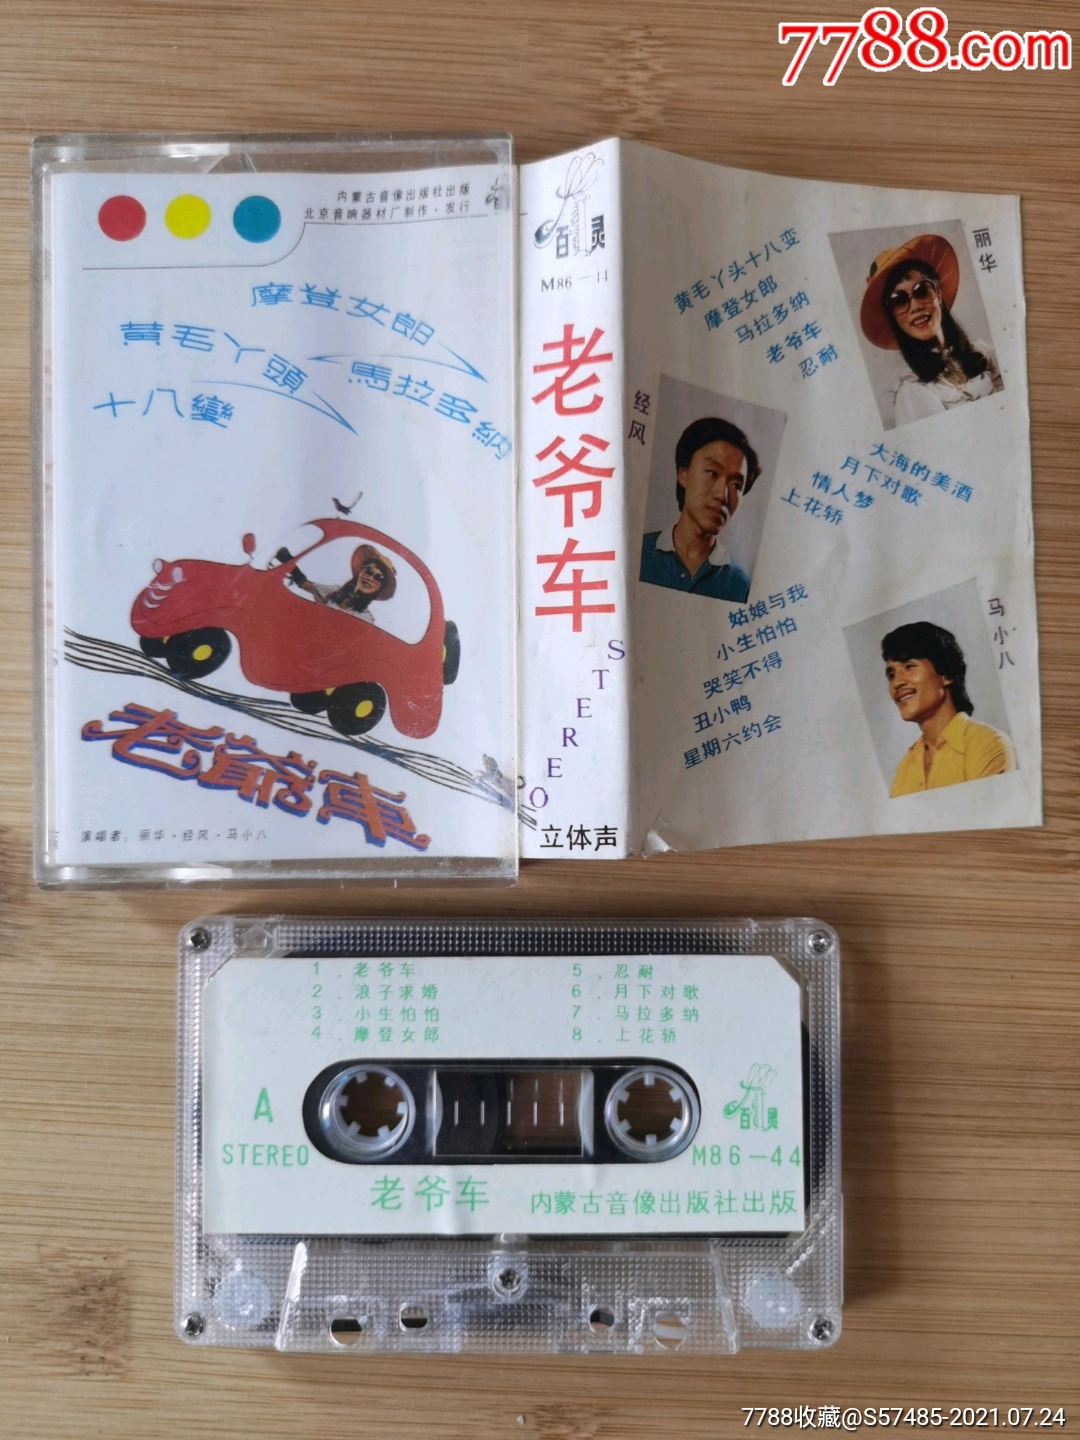 7788.com
内蒙古音像出版社出版
北京音响器材厂制作·发行
摩登女郎
黄毛丫頭
十八變
馬拉多納
老爺車
演唱者：丽华·经风·马小八
百灵
M86-44
老爷车
STEREO
立体声
丽华
黄毛丫头十八变
摩登女郎
马拉多纳
老爷车
忍耐
经风
大海的美酒
月下对歌
情人梦
上花轿
马小八
姑娘与我
小生怕怕
哭笑不得
丑小鸭
星期六约会
1．老爷车
2．浪子求婚
3．小生怕怕
4．摩登女郎
5．忍耐
6．月下对歌
7．马拉多纳
8．上花轿
A
STEREO
百灵
M86-44
老爷车
内蒙古音像出版社出版
7788收藏@S57485-2021.07.24